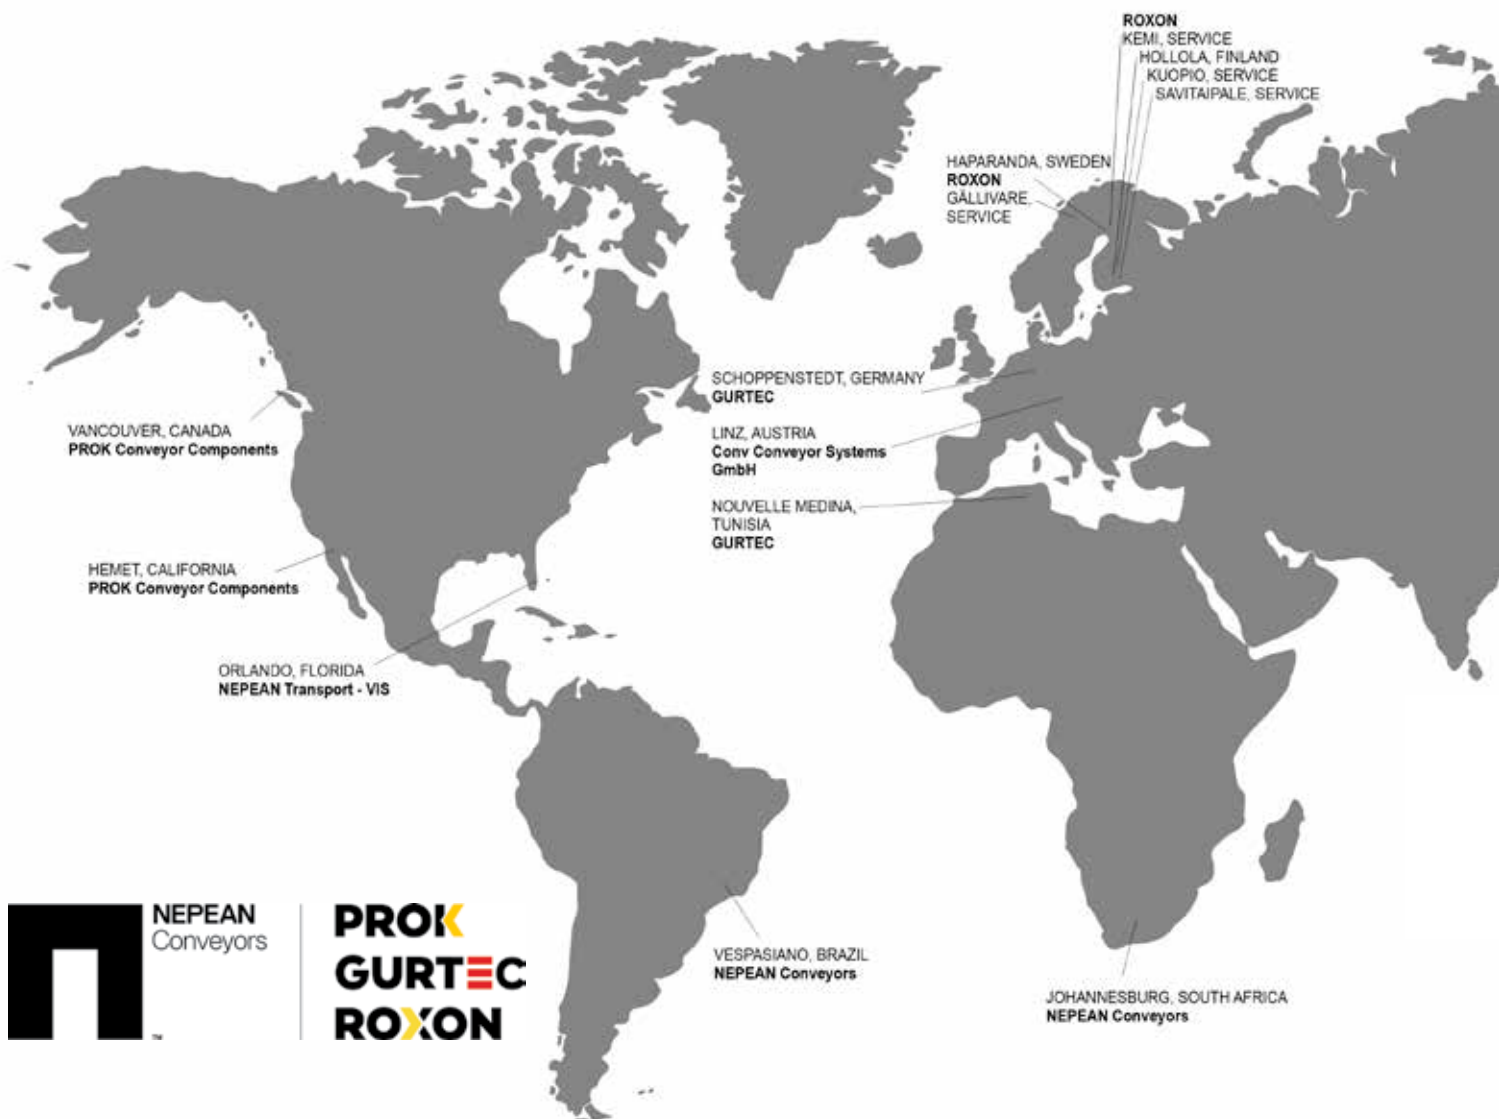 ROXON
KEMI, SERVICE
HOLLOLA, FINLAND
KUOPIO, SERVICE
SAVITAIPALE, SERVICE
HAPARANDA, SWEDEN
ROXON
GÄLLIVARE,
SERVICE
SCHOPPENSTEDT, GERMANY
GURTEC
VANCOUVER, CANADA
PROK Conveyor Components
LINZ, AUSTRIA
Conv Conveyor Systems
GmbH
NOUVELLE MEDINA,
TUNISIA
GURTEC
HEMET, CALIFORNIA
PROK Conveyor Components
ORLANDO, FLORIDA
NEPEAN Transport - VIS
VESPASIANO, BRAZIL
NEPEAN Conveyors
JOHANNESBURG, SOUTH AFRICA
NEPEAN Conveyors
NEPEAN
Conveyors
TM
PROK
GURTEC
ROXON